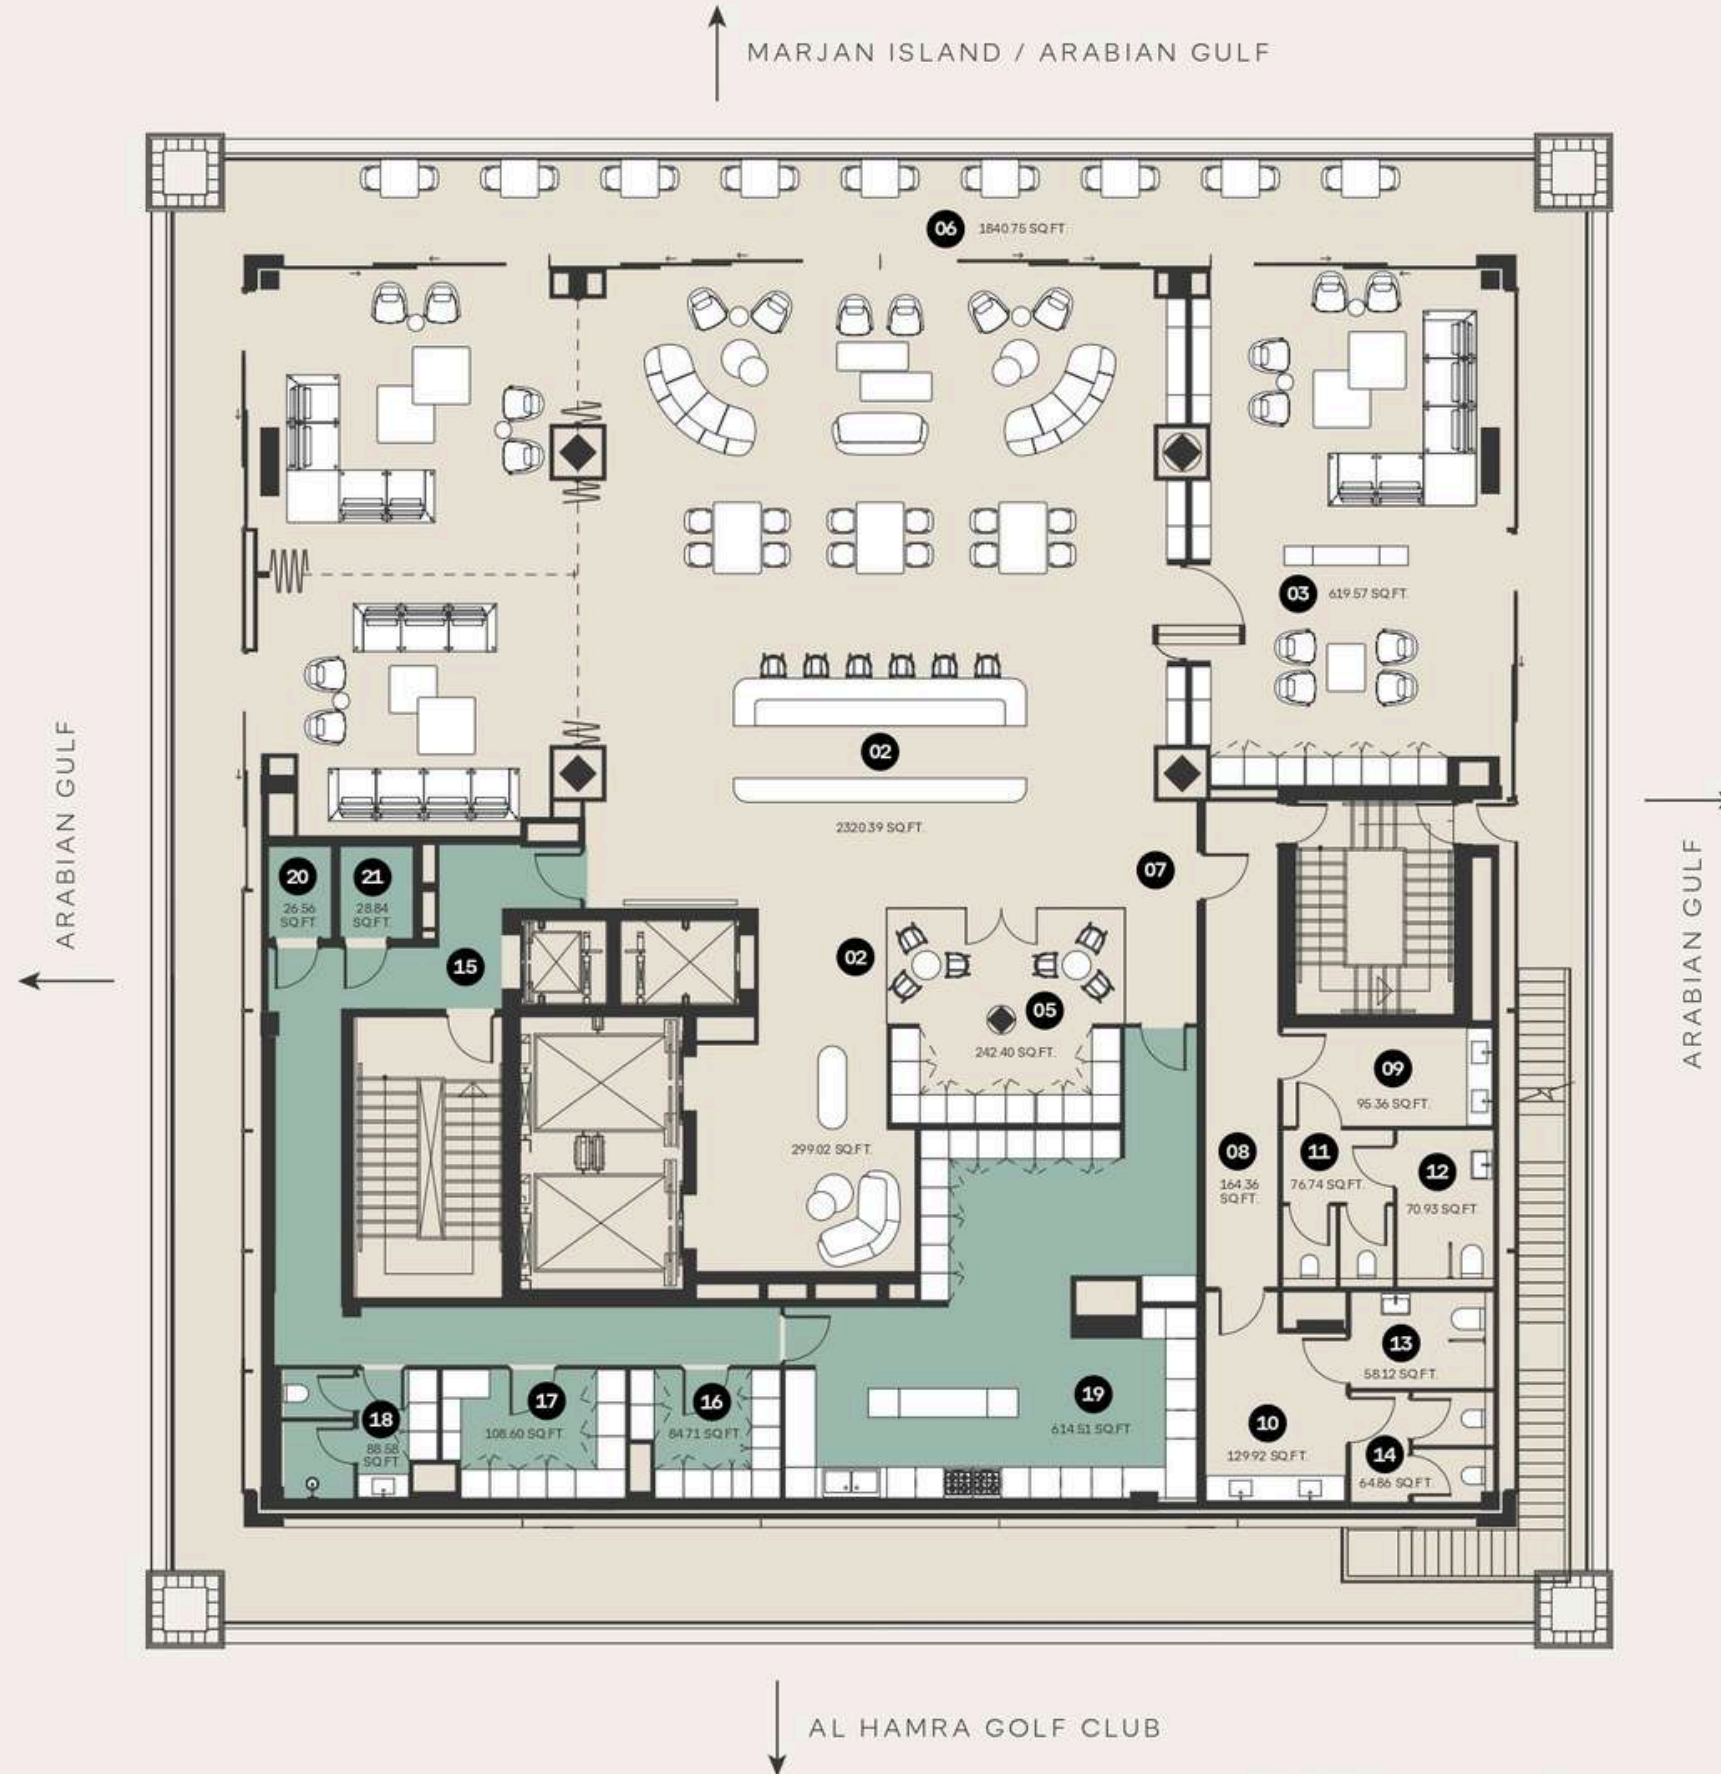 MARJAN ISLAND / ARABIAN GULF
06
1840.75 SQ.FT.
03
619.57 SQ.FT.
02
2320.39 SQ.FT.
ARABIAN GULF
ARABIAN GULF
20
26.56
SQ.FT.
21
28.84
SQ.FT.
07
15
02
05
242.40 SQ.FT.
299.02 SQ.FT.
09
95.36 SQ.FT.
08
164.36
SQ.FT.
11
76.74 SQ.FT.
12
70.93 SQ.FT.
13
58.12 SQ.FT.
18
88.58
SQ.FT.
17
108.60 SQ.FT.
16
84.71 SQ.FT.
19
614.51 SQ.FT.
10
129.92 SQ.FT.
14
64.86 SQ.FT.
AL HAMRA GOLF CLUB